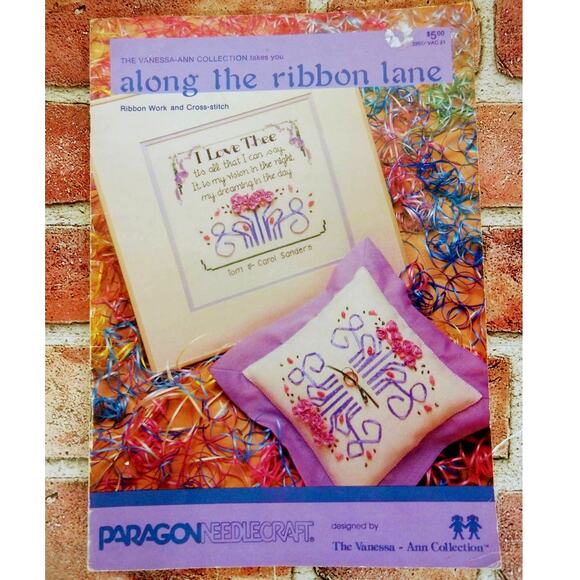 THE VANESSA-ANN COLLECTION takes you
$5.00
along the ribbon lane
Ribbon Work and Cross-stitch
I Love Thee
tis all that I can say
It is my vision in the night
my dreaming in the day
Tom & Carol Sanders
PARAGON NEEDLECRAFT®
designed by
The Vanessa - Ann Collection™